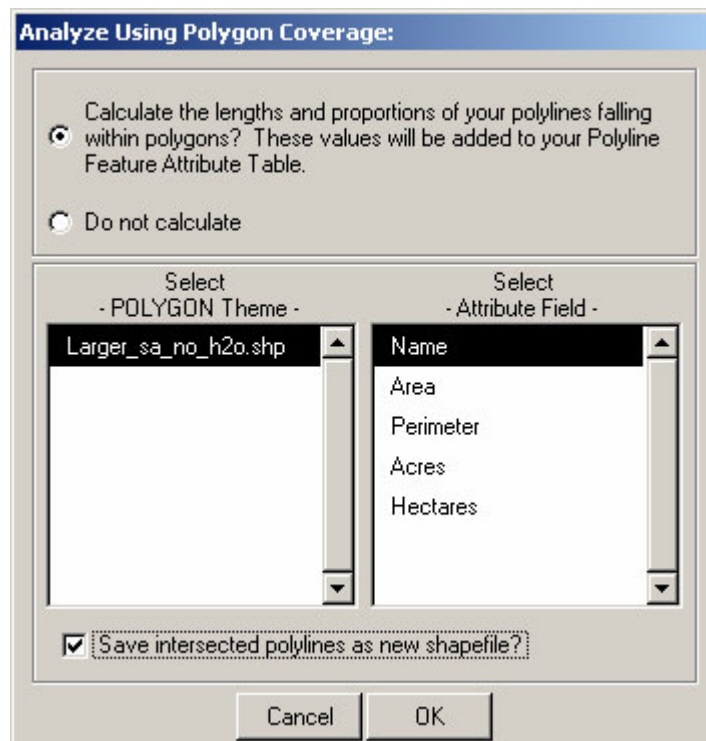 Analyze Using Polygon Coverage:
Calculate the lengths and proportions of your polylines falling
within polygons? These values will be added to your Polyline
Feature Attribute Table.
Do not calculate
Select
- POLYGON Theme -
Larger_sa_no_h2o.shp
Select
- Attribute Field -
Name
Area
Perimeter
Acres
Hectares
Save intersected polylines as new shapefile?
Cancel
OK